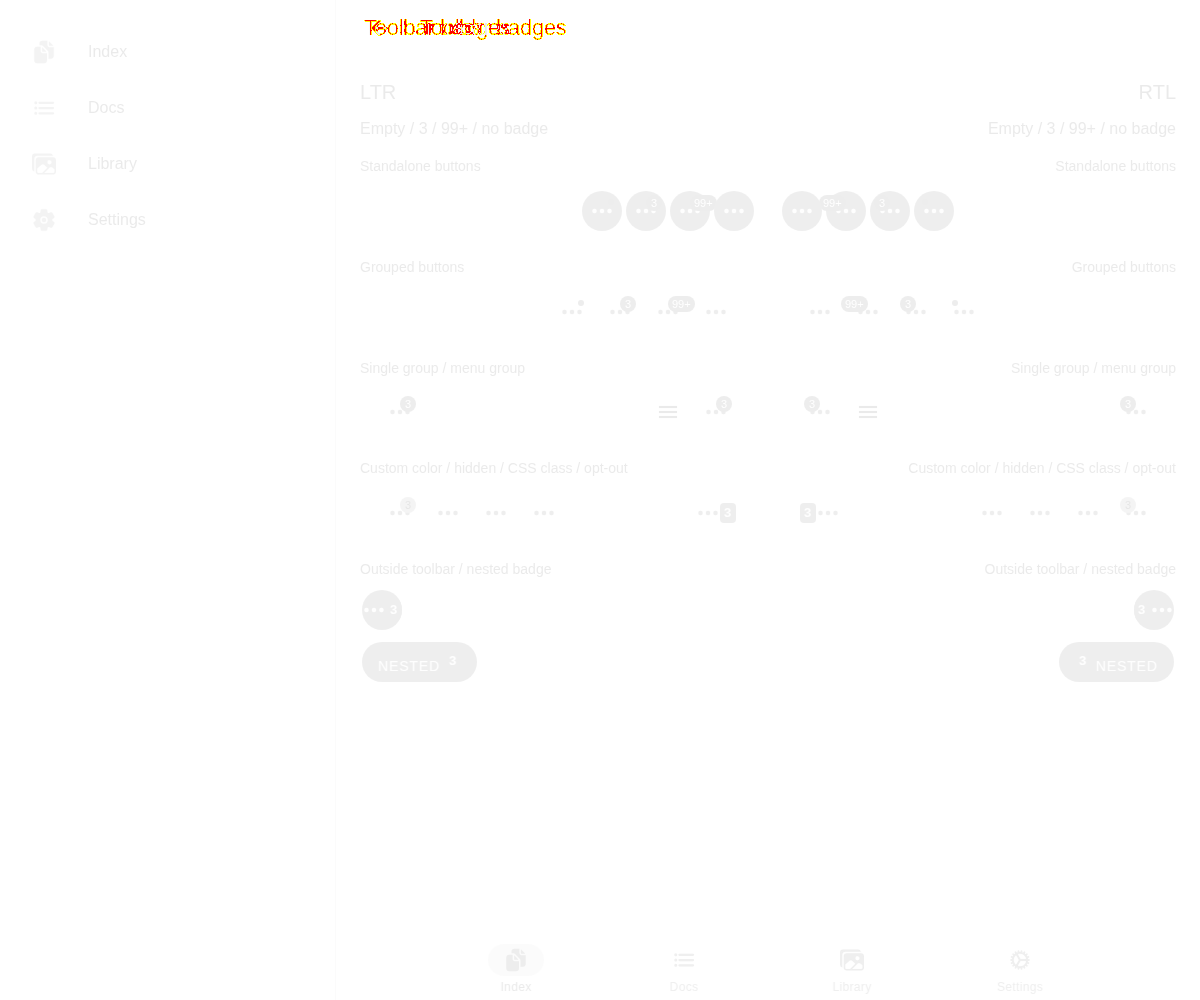 Toolbar badges
Index
Docs
Library
Settings
LTR
RTL
Empty / 3 / 99+ / no badge
Empty / 3 / 99+ / no badge
Standalone buttons
Standalone buttons
3
99+
99+
3
Grouped buttons
Grouped buttons
3
99+
99+
3
Single group / menu group
Single group / menu group
3
3
3
3
Custom color / hidden / CSS class / opt-out
Custom color / hidden / CSS class / opt-out
3
3
3
3
Outside toolbar / nested badge
Outside toolbar / nested badge
3
3
NESTED 3
3 NESTED
Index
Docs
Library
Settings